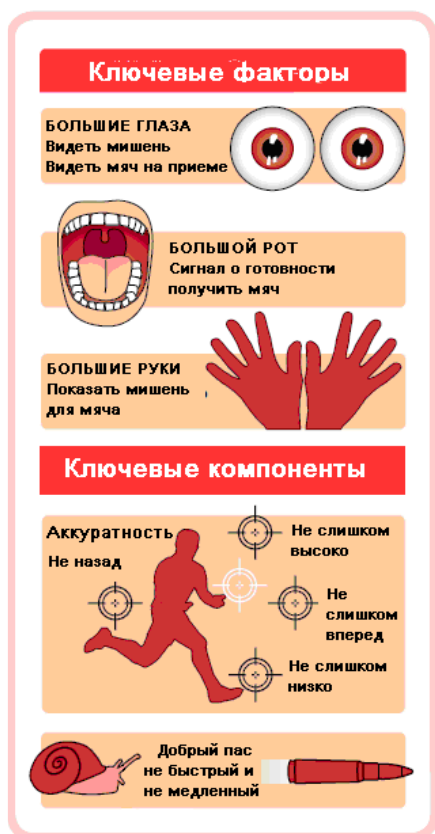 Ключевые факторы
БОЛЬШИЕ ГЛАЗА
Видеть мишень
Видеть мяч на приеме
БОЛЬШОЙ РОТ
Сигнал о готовности
получить мяч
БОЛЬШИЕ РУКИ
Показать мишень
для мяча
Ключевые компоненты
Аккуратность
Не назад
Не слишком
высоко
Не
слишком
вперед
Не слишком
низко
Добрый пас
не быстрый и
не медленный